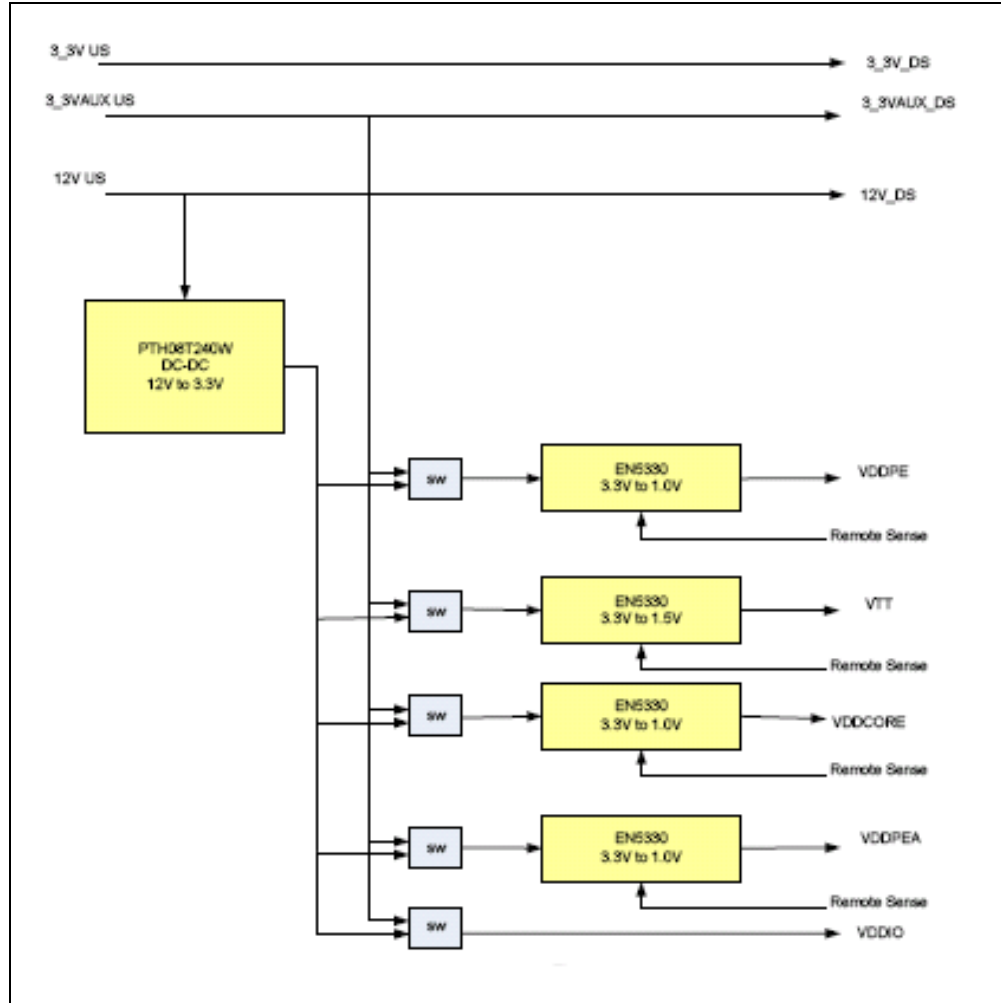 3_3V US
3_3V_DS
3_3VAUX US
3_3VAUX_DS
12V US
12V_DS
PTH08T240W
DC-DC
12V to 3.3V
SW
EN5330
3.3V to 1.0V
VDDPE
Remote Sense
SW
EN5330
3.3V to 1.5V
VTT
Remote Sense
SW
EN5330
3.3V to 1.0V
VDDCORE
Remote Sense
SW
EN5330
3.3V to 1.0V
VDDPEA
Remote Sense
SW
VDDIO